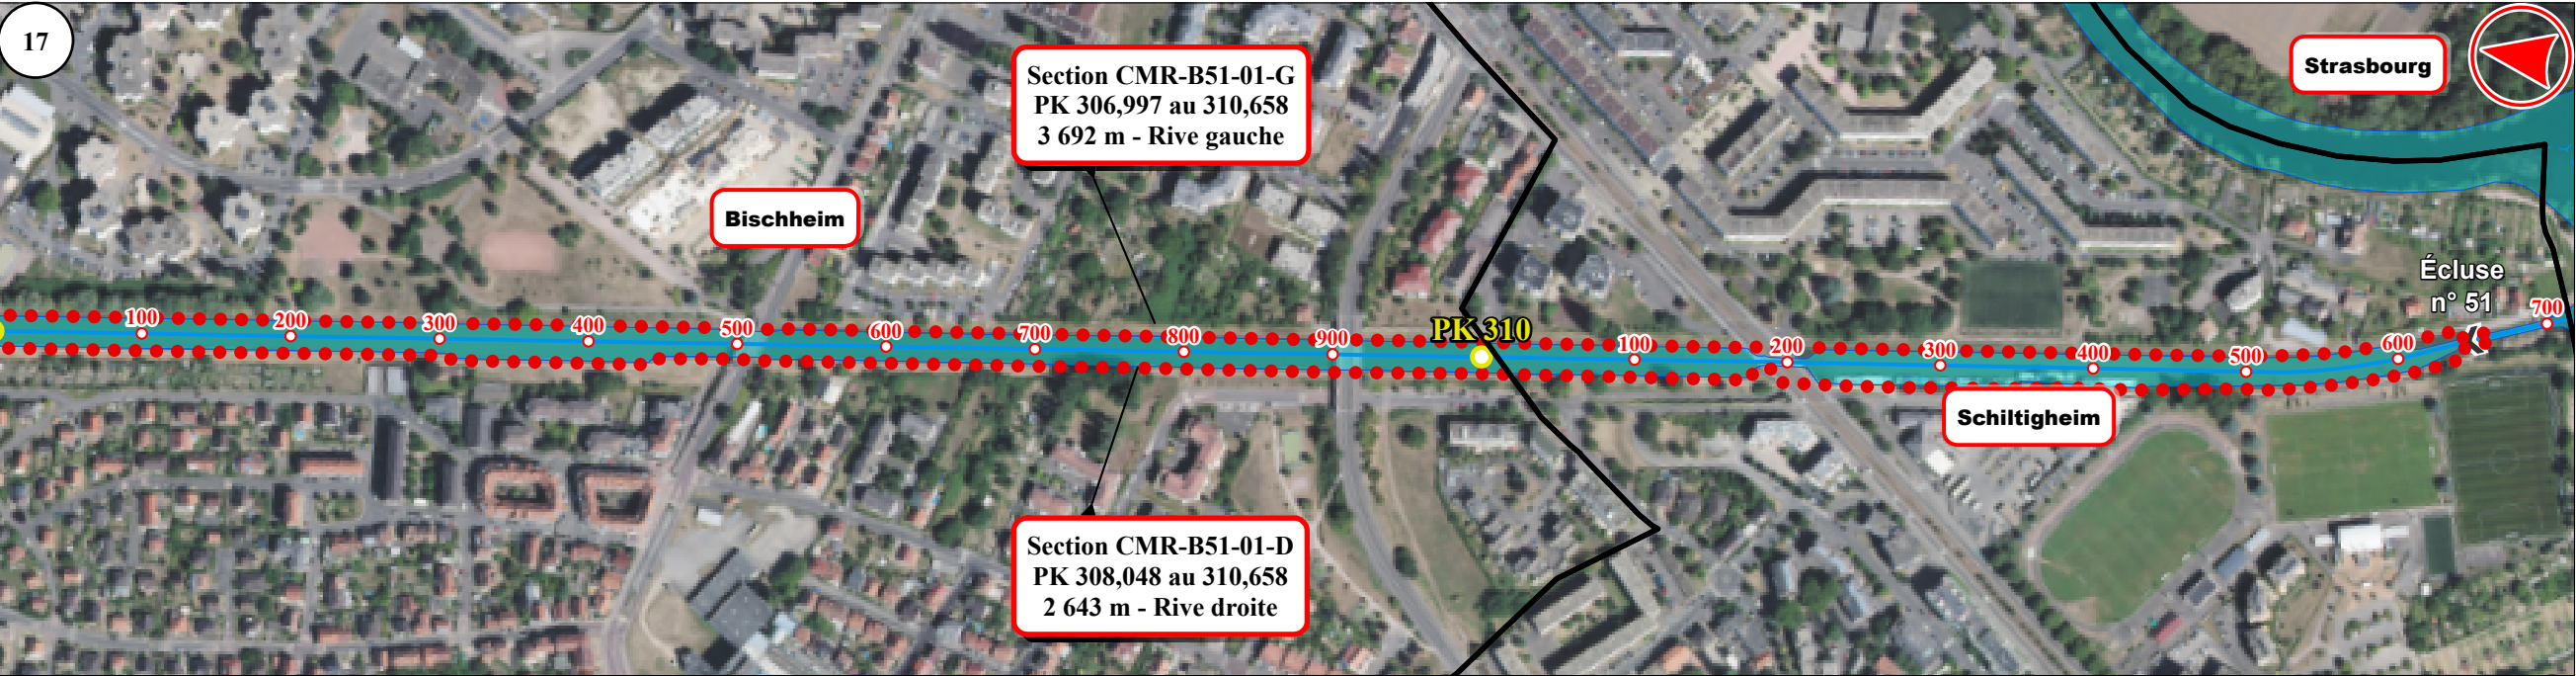 17
Strasbourg
Section CMR-B51-01-G
PK 306,997 au 310,658
3 692 m - Rive gauche
Bischheim
Écluse
n° 51
100
200
300
400
500
600
700
800
900
PK 310
100
200
300
400
500
600
700
Schiltigheim
Section CMR-B51-01-D
PK 308,048 au 310,658
2 643 m - Rive droite